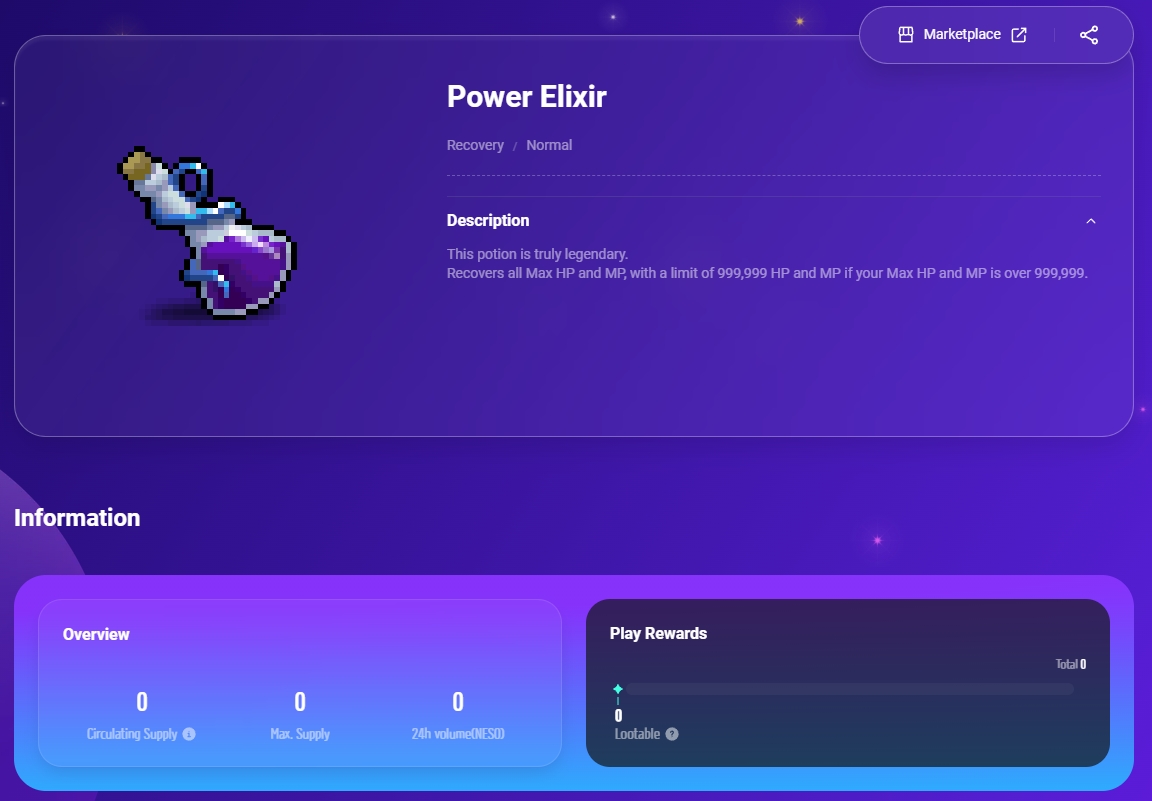 Marketplace
Power Elixir
Recovery / Normal
Description
This potion is truly legendary.
Recovers all Max HP and MP, with a limit of 999,999 HP and MP if your Max HP and MP is over 999,999.
Information
Overview
0
Circulating Supply
0
Max. Supply
0
24h volume(NESO)
Play Rewards
Total 0
0
Lootable ?